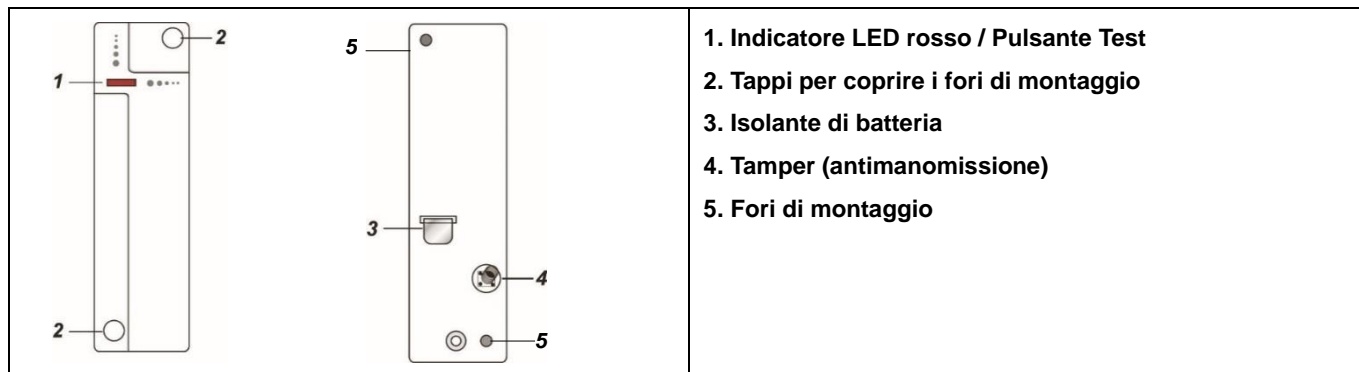 2
1
2
5
3
4
5
1. Indicatore LED rosso / Pulsante Test
2. Tappi per coprire i fori di montaggio
3. Isolante di batteria
4. Tamper (antimanomissione)
5. Fori di montaggio